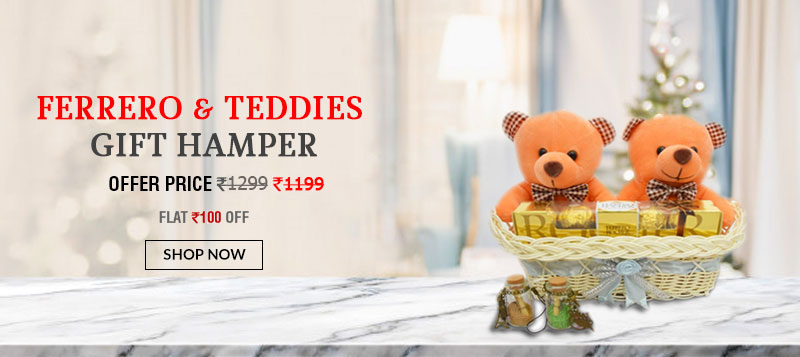 FERRERO & TEDDIES
GIFT HAMPER
OFFER PRICE ₹1299 ₹1199
FLAT ₹100 OFF
SHOP NOW